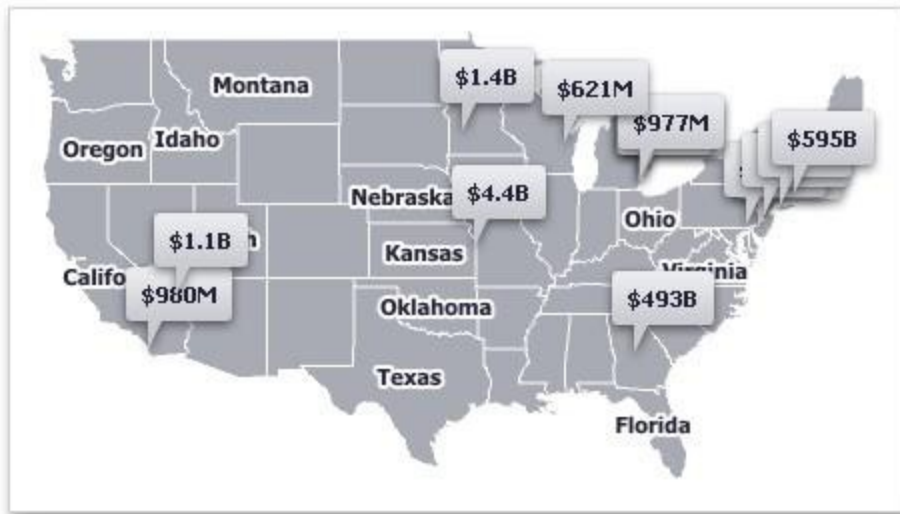 $1.4B
Montana
$621M
$977M
$595B
Oregon
Idaho
Nebraska
$4.4B
Ohio
$1.1B
Kansas
Virginia
Califo
$980M
$493B
Oklahoma
Texas
Florida